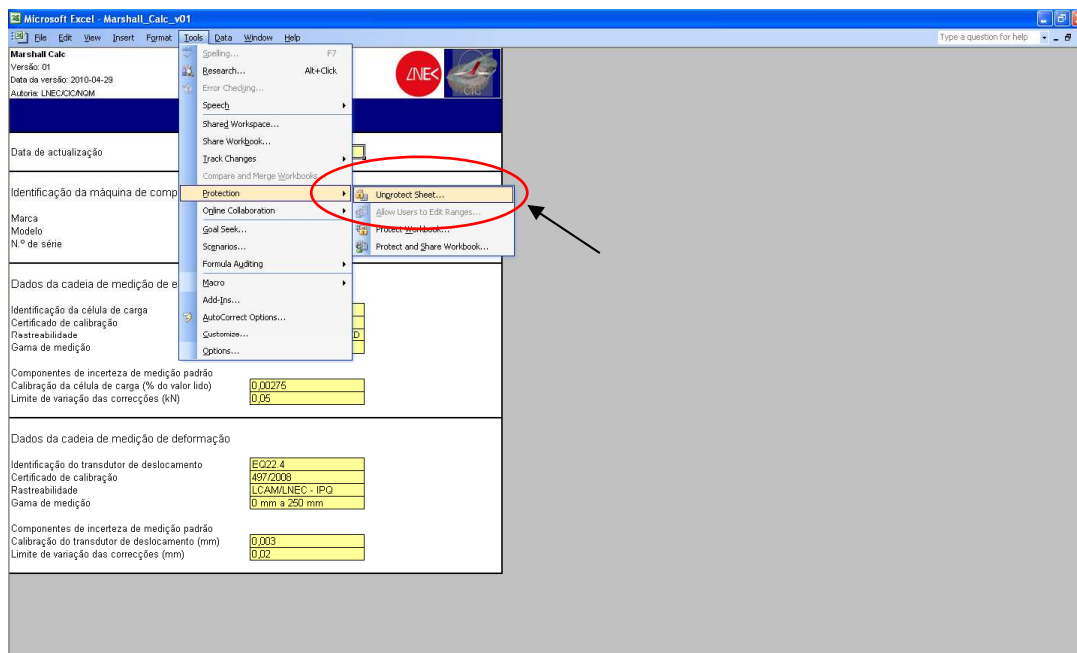 Microsoft Excel - Marshall_Calc_v01
File Edit View Insert Format Tools Data Window Help
Type a question for help
Marshall Calc
Versão: 01
Data da versão: 2010-04-29
Autoria: LNEC/CIC/NQM
LNEC
CIC
Spelling... F7
Research... Alt+Click
Error Checking...
Speech
Shared Workspace...
Share Workbook...
Track Changes
Compare and Merge Workbooks...
Protection
Online Collaboration
Goal Seek...
Scenarios...
Formula Auditing
Macro
Add-Ins...
AutoCorrect Options...
Customize...
Options...
Unprotect Sheet...
Allow Users to Edit Ranges...
Protect Workbook...
Protect and Share Workbook...
Data de actualização
Identificação da máquina de comp
Marca
Modelo
N.º de série
Dados da cadeia de medição de e
Identificação da célula de carga
Certificado de calibração
Rastreabilidade D
Gama de medição
Componentes de incerteza de medição padrão
Calibração da célula de carga (% do valor lido) 0,00275
Limite de variação das correcções (kN) 0,05
Dados da cadeia de medição de deformação
Identificação do transdutor de deslocamento EQ22.4
Certificado de calibração 497/2008
Rastreabilidade LCAM/LNEC - IPQ
Gama de medição 0 mm a 250 mm
Componentes de incerteza de medição padrão
Calibração do transdutor de deslocamento (mm) 0,003
Limite de variação das correcções (mm) 0,02